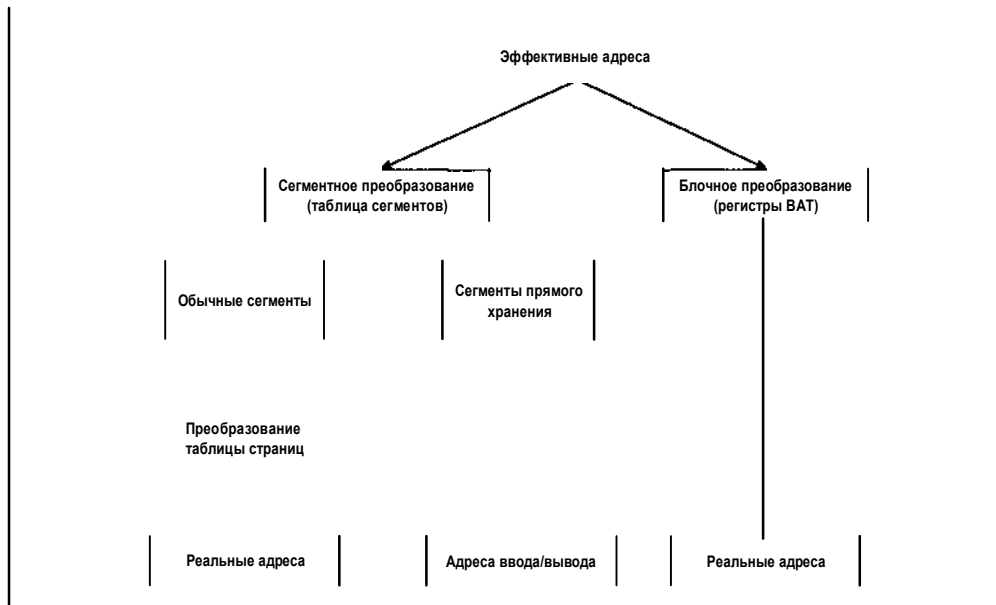 Эффективные адреса
Сегментное преобразование
(таблица сегментов)
Блочное преобразование
(регистры BAT)
Обычные сегменты
Сегменты прямого
хранения
Преобразование
таблицы страниц
Реальные адреса
Адреса ввода/вывода
Реальные адреса